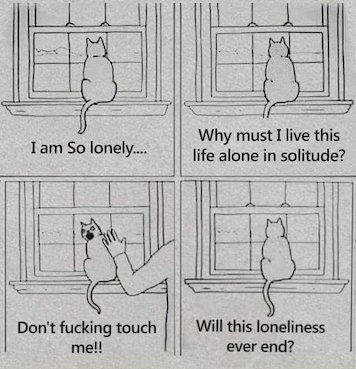 I am So lonely....
Why must I live this
life alone in solitude?
Don't fucking touch
me!!
Will this loneliness
ever end?